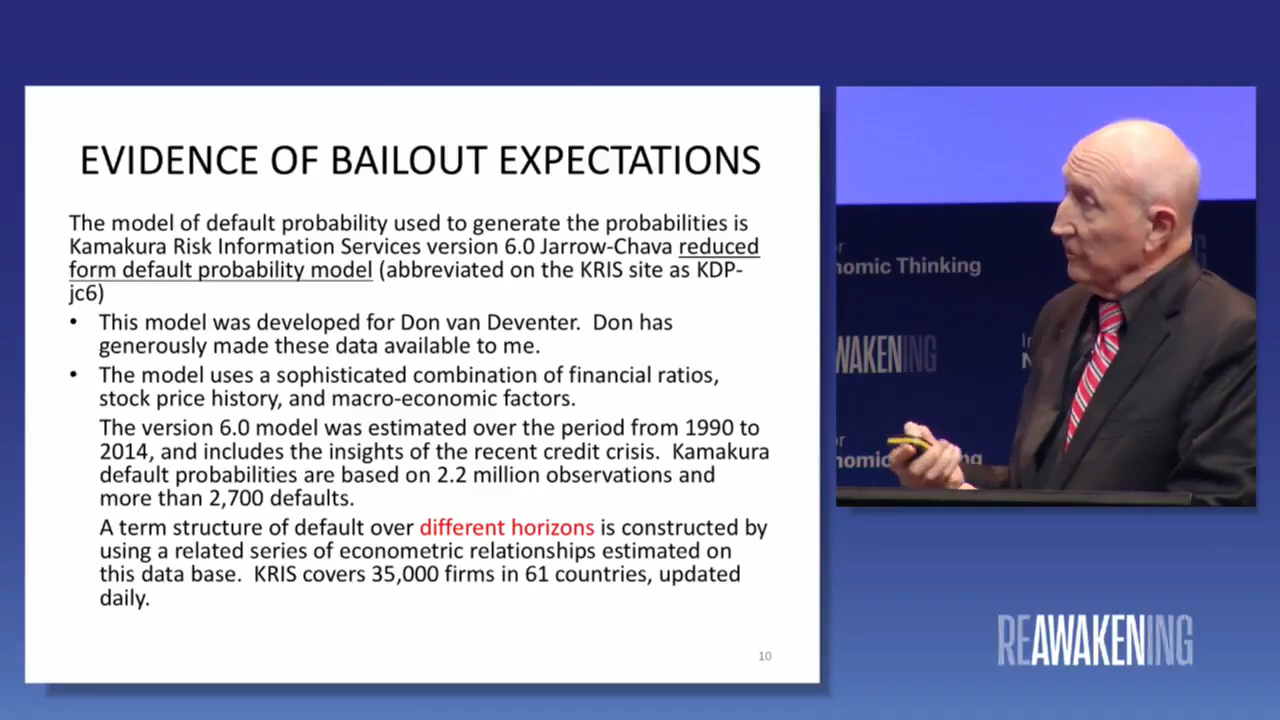 EVIDENCE OF BAILOUT EXPECTATIONS
The model of default probability used to generate the probabilities is
Kamakura Risk Information Services version 6.0 Jarrow-Chava reduced
form default probability model (abbreviated on the KRIS site as KDP-
jc6)
• This model was developed for Don van Deventer. Don has
generously made these data available to me.
• The model uses a sophisticated combination of financial ratios,
stock price history, and macro-economic factors.
The version 6.0 model was estimated over the period from 1990 to
2014, and includes the insights of the recent credit crisis. Kamakura
default probabilities are based on 2.2 million observations and
more than 2,700 defaults.
A term structure of default over different horizons is constructed by
using a related series of econometric relationships estimated on
this data base. KRIS covers 35,000 firms in 61 countries, updated
daily.
10
nomic Thinking
WAKENING
REAWAKENING